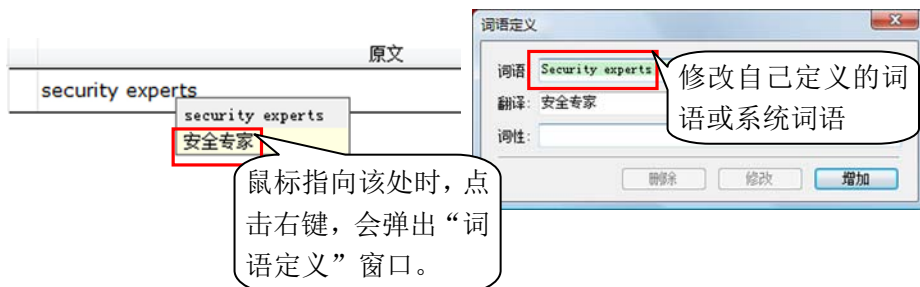 原文
security experts
security experts
安全专家
鼠标指向该处时，点
击右键，会弹出“词
语定义”窗口。
词语定义
词语 Security experts
翻译: 安全专家
词性:
修改自己定义的词
语或系统词语
删除 修改 增加